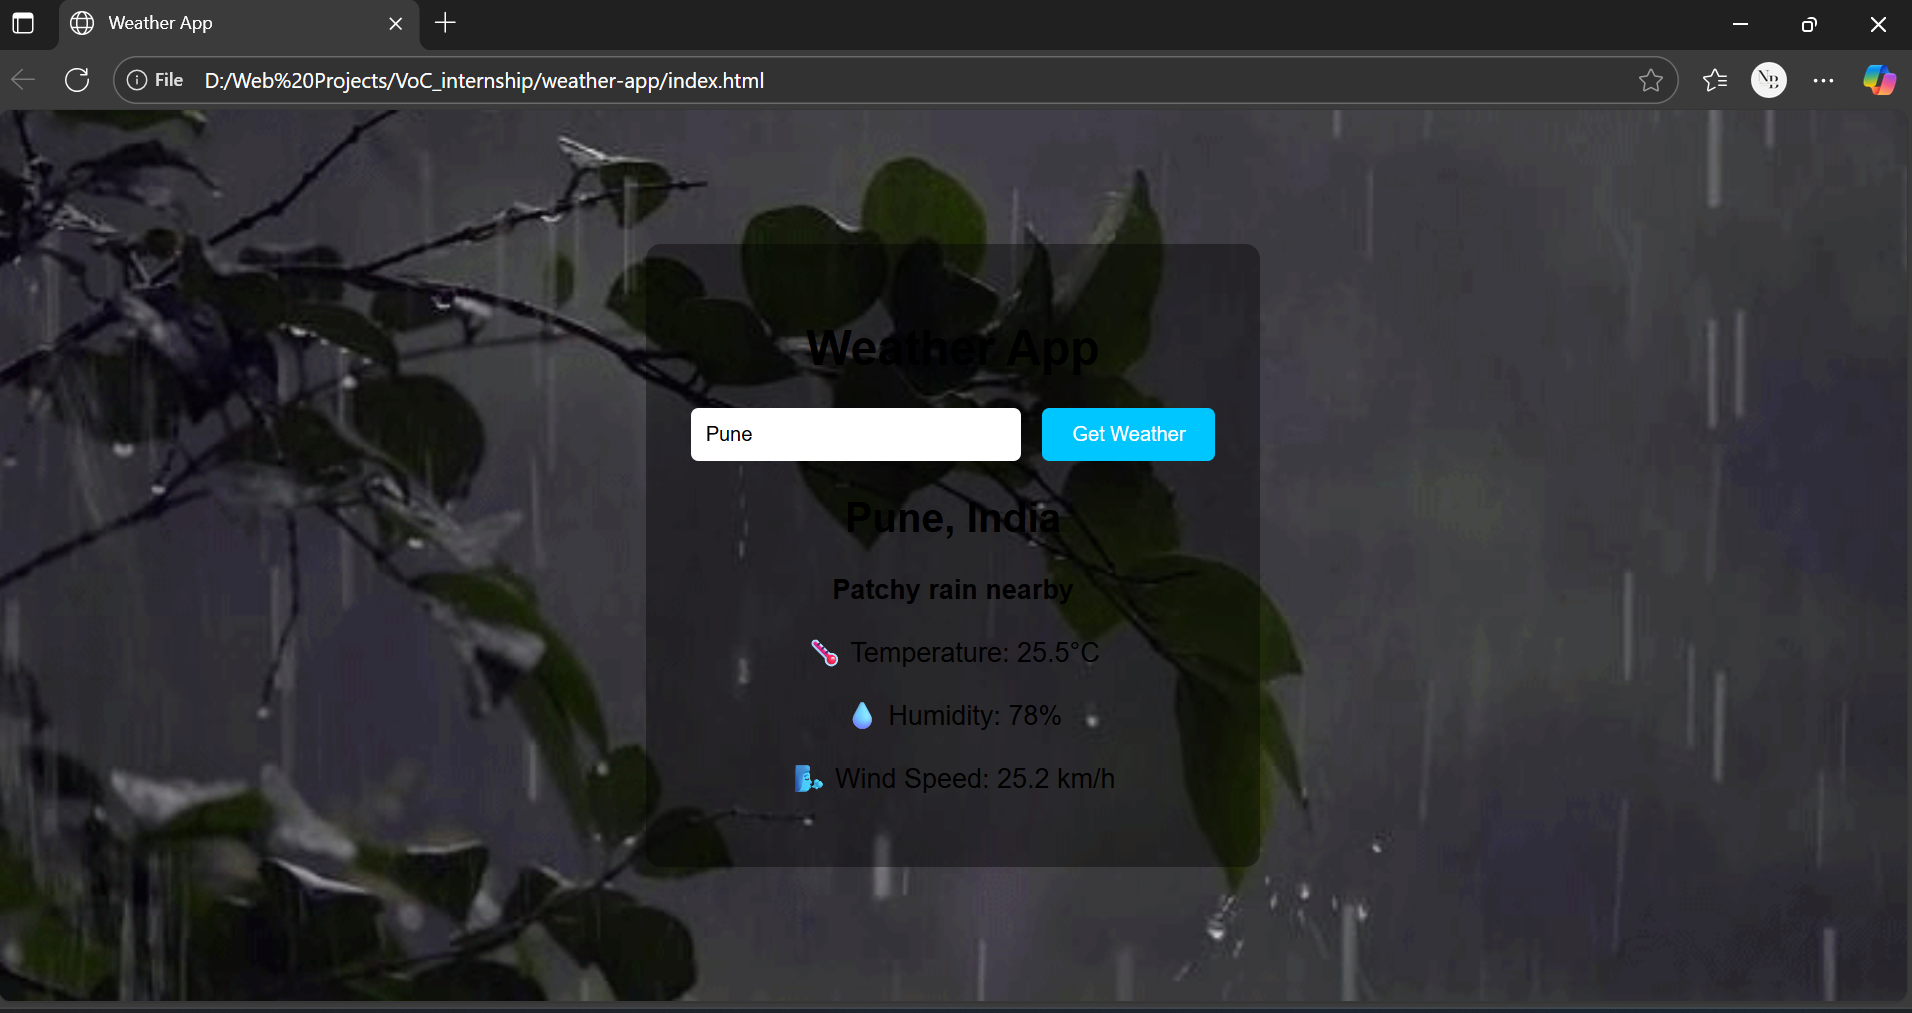 Weather App
File D:/Web%20Projects/VoC_internship/weather-app/index.html
NB
Weather App
Pune Get Weather
Pune, India
Patchy rain nearby
Temperature: 25.5°C
Humidity: 78%
Wind Speed: 25.2 km/h